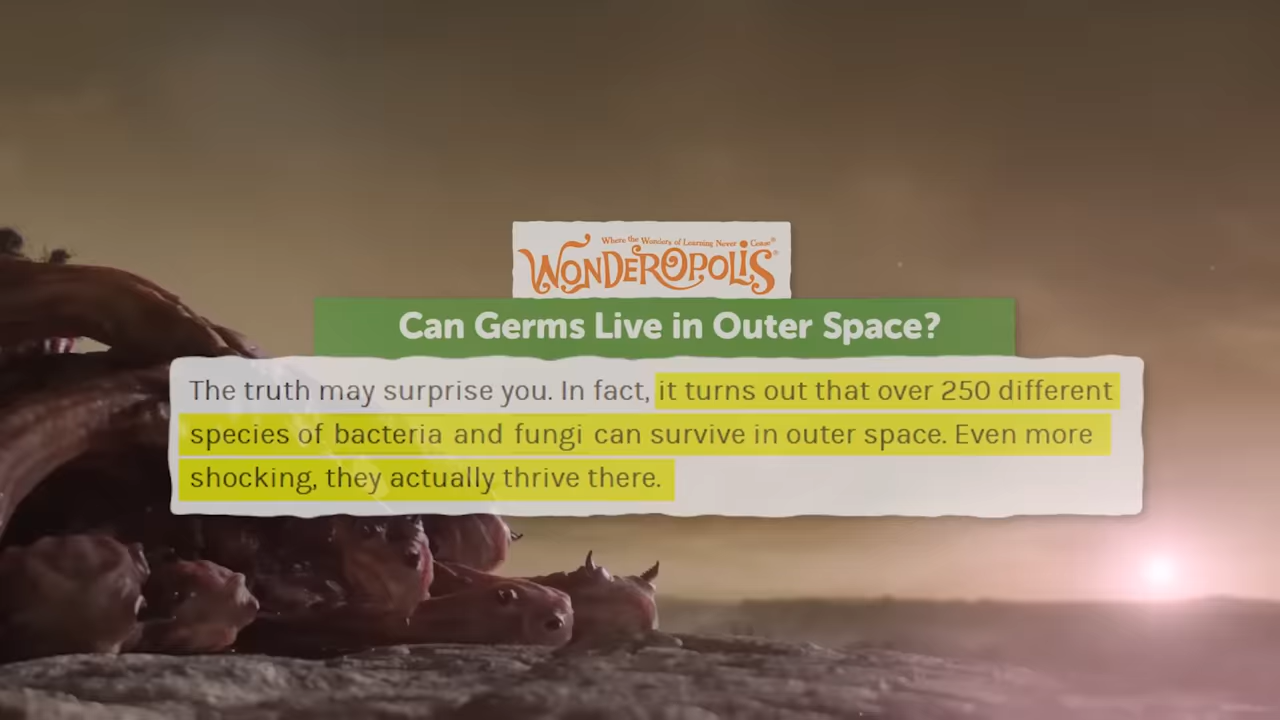 Where the Wonders of Learning Never Cease®
WONDEROPOLIS®
Can Germs Live in Outer Space?
The truth may surprise you. In fact, it turns out that over 250 different
species of bacteria and fungi can survive in outer space. Even more
shocking, they actually thrive there.